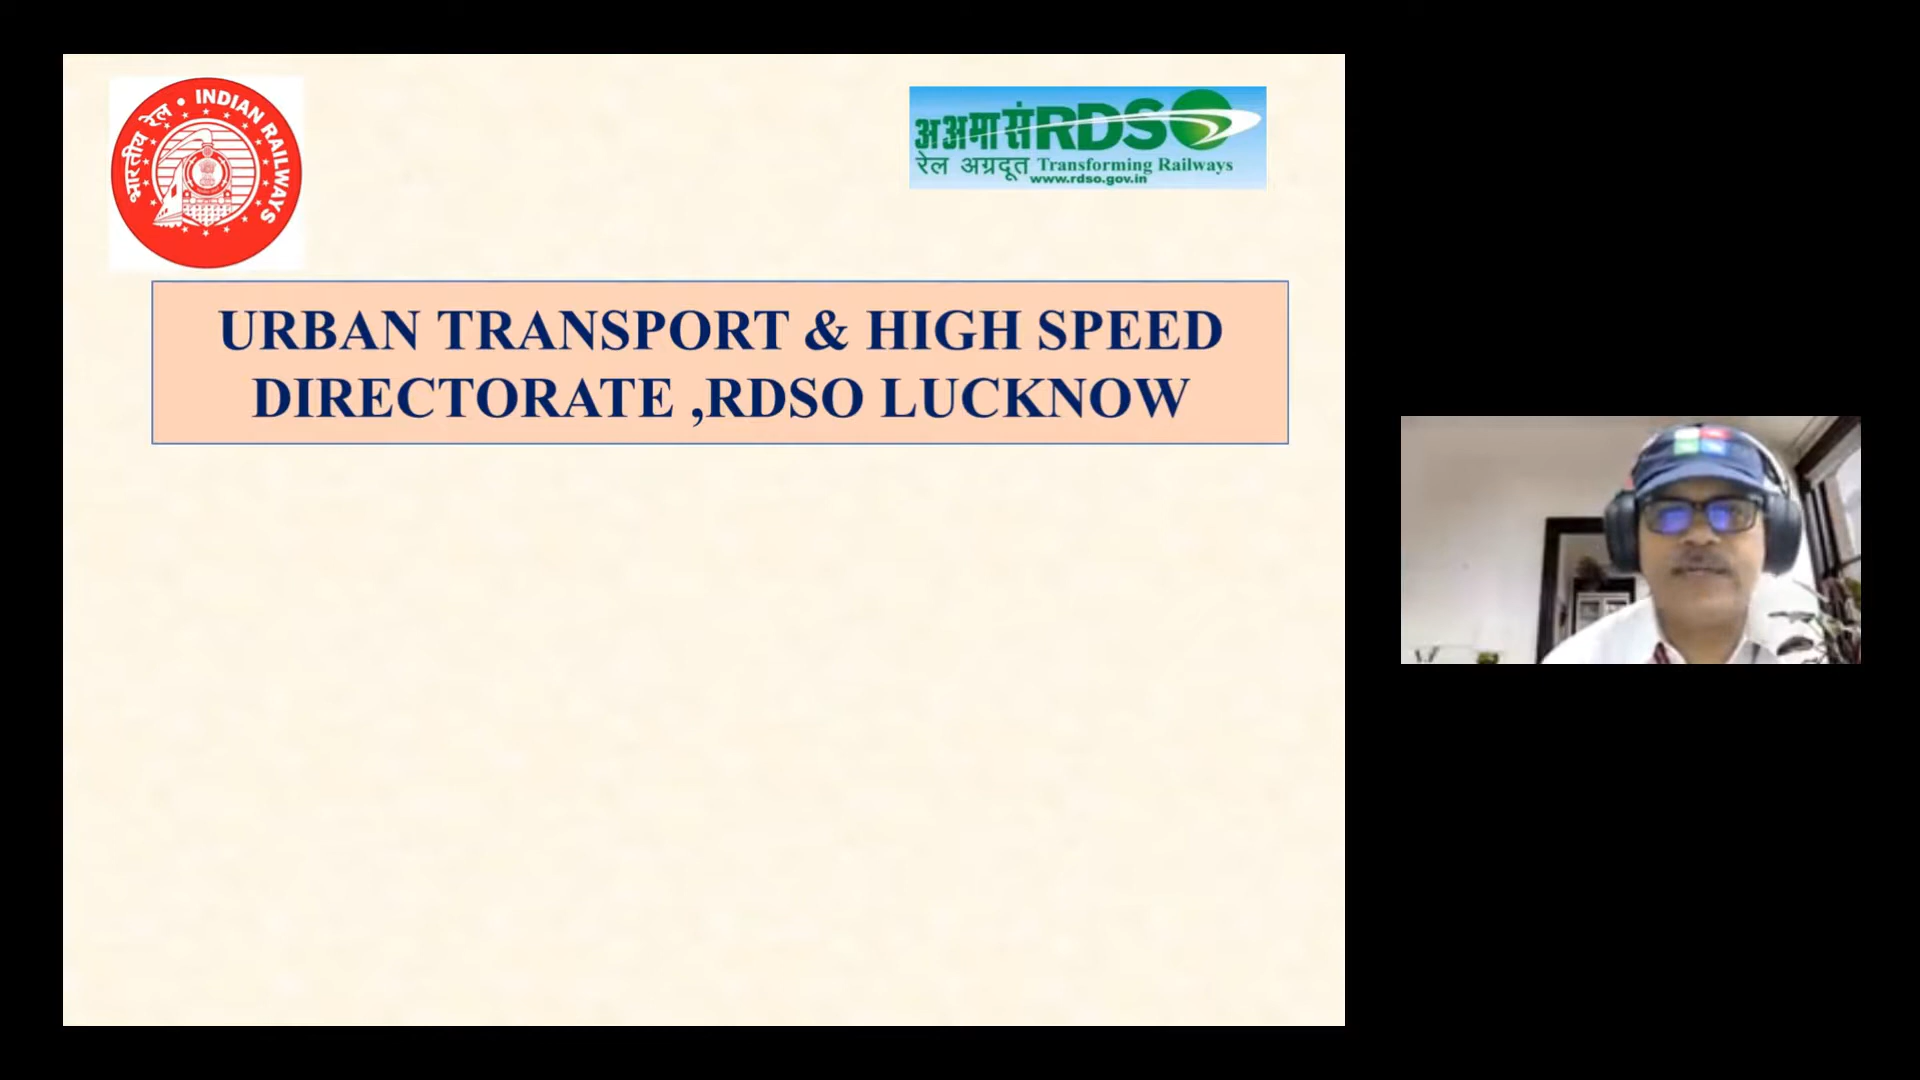 भारतीय रेल • INDIAN RAILWAYS
अ अ मा सं RDSO
रेल अग्रदूत Transforming Railways
www.rdso.gov.in
URBAN TRANSPORT & HIGH SPEED
DIRECTORATE ,RDSO LUCKNOW